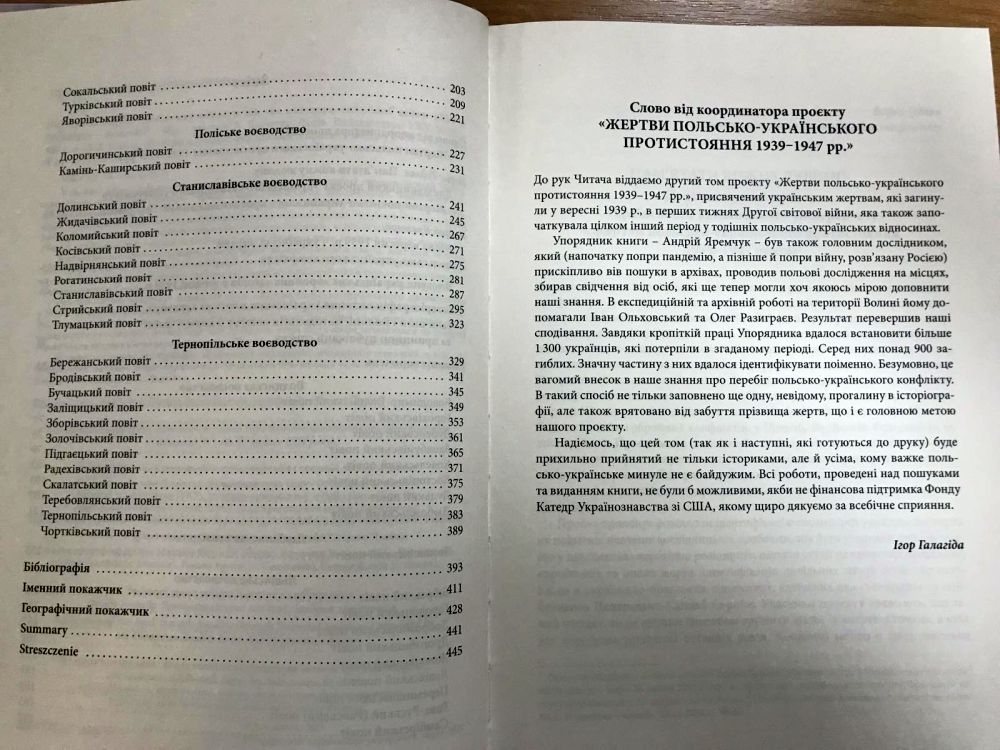 Сокальський повіт 203
Турківський повіт 209
Яворівський повіт 221
Поліське воєводство
Дорогичинський повіт 227
Камінь-Каширський повіт 231
Станиславівське воєводство
Долинський повіт 241
Жидачівський повіт 245
Коломийський повіт 267
Косівський повіт 271
Надвірнянський повіт 275
Рогатинський повіт 281
Станиславівський повіт 287
Стрийський повіт 295
Тлумацький повіт 323
Тернопільське воєводство
Бережанський повіт 329
Бродівський повіт 341
Бучацький повіт 345
Заліщицький повіт 349
Зборівський повіт 353
Золочівський повіт 361
Підгаєцький повіт 365
Радехівський повіт 371
Скалатський повіт 375
Теребовлянський повіт 379
Тернопільський повіт 383
Чортківський повіт 389
Бібліографія 393
Іменний покажчик 411
Географічний покажчик 428
Summary 441
Streszczenie 445
Слово від координатора проєкту
«ЖЕРТВИ ПОЛЬСЬКО-УКРАЇНСЬКОГО
ПРОТИСТОЯННЯ 1939–1947 рр.»
До рук Читача віддаємо другий том проєкту «Жертви польсько-українського
протистояння 1939–1947 рр.», присвячений українським жертвам, які загину-
ли у вересні 1939 р., в перших тижнях Другої світової війни, яка також запо-
чаткувала цілком інший період у тодішніх польсько-українських відносинах.
Упорядник книги – Андрій Яремчук – був також головним дослідником,
який (напочатку попри пандемію, а пізніше й попри війну, розв'язану Росією)
прискіпливо вів пошуки в архівах, проводив польові дослідження на місцях,
збирав свідчення від осіб, які ще тепер могли хоч якоюсь мірою доповнити
наші знання. В експедиційній та архівній роботі на території Волині йому до-
помагали Іван Ольховський та Олег Разиграєв. Результат перевершив наші
сподівання. Завдяки кропіткій праці Упорядника вдалося встановити більше
1 300 українців, які потерпіли в згаданому періоді. Серед них понад 900 за-
гиблих. Значну частину з них вдалося ідентифікувати поіменно. Безумовно, це
вагомий внесок в наше знання про перебіг польсько-українського конфлікту.
В такий спосіб не тільки заповнено ще одну, невідому, прогалину в історіогра-
фії, але також врятовано від забуття прізвища жертв, що і є головною метою
нашого проєкту.
Надіємось, що цей том (так як і наступні, які готуються до друку) буде
прихильно прийнятий не тільки істориками, але й усіма, кому важке поль-
сько-українське минуле не є байдужим. Всі роботи, проведені над пошуками
та виданням книги, не були б можливими, якби не фінансова підтримка Фонду
Катедр Українознавства зі США, якому щиро дякуємо за всебічне сприяння.
Ігор Галагіда